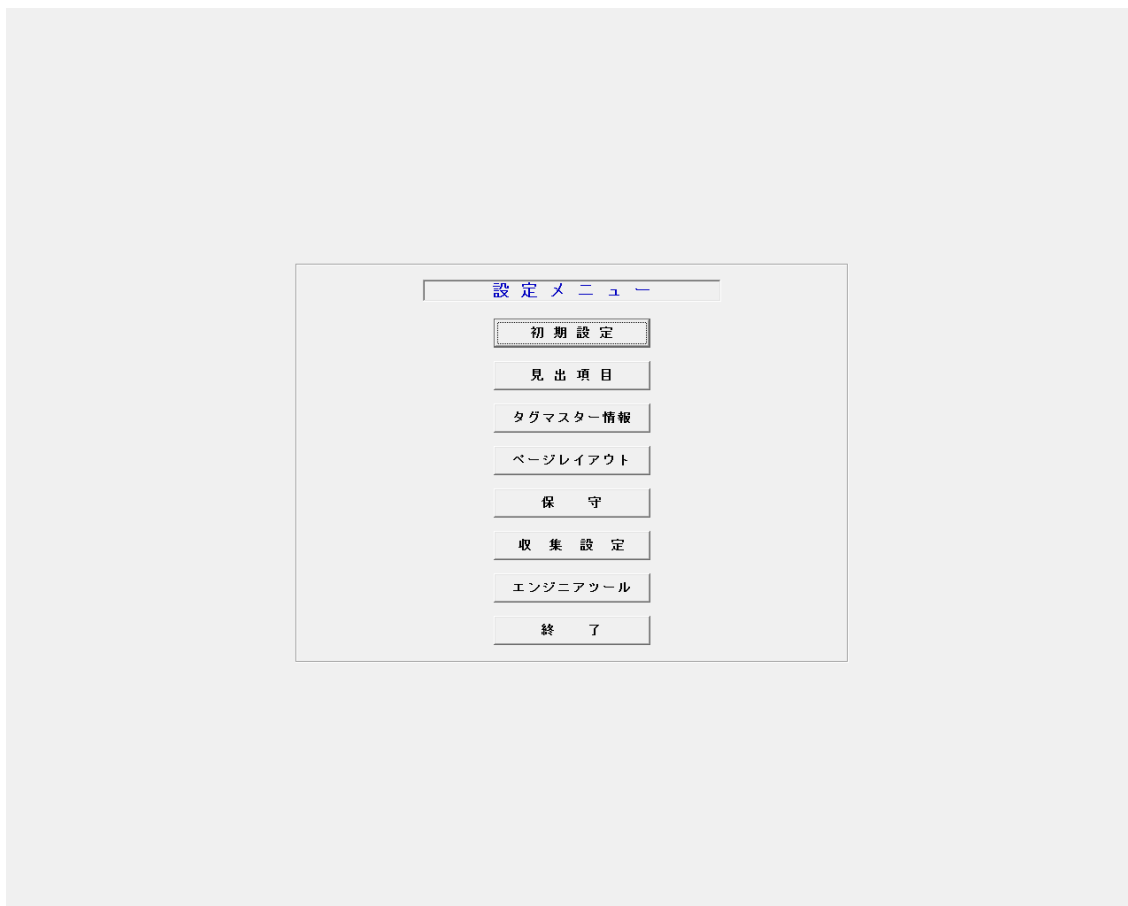 設定メニュー
初期設定
見出項目
タグマスター情報
ページレイアウト
保　守
収集設定
エンジニアツール
終　了